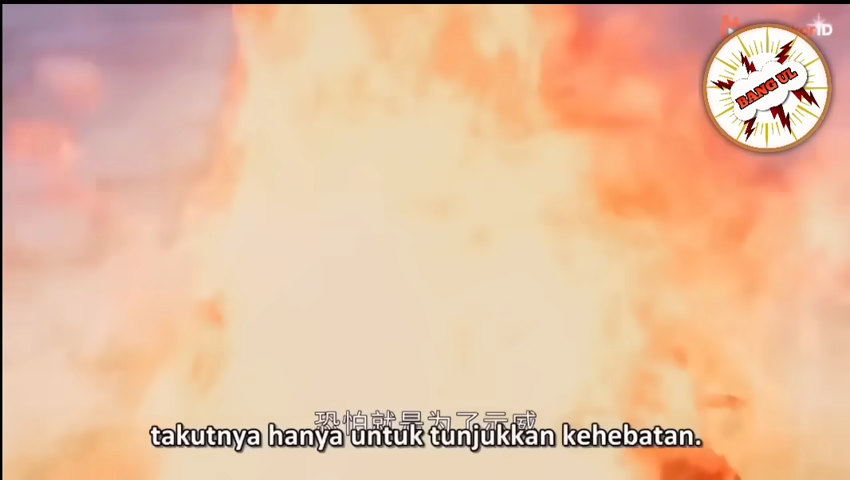 BANG UL
恐怕就是为了示威
takutnya hanya untuk tunjukkan kehebatan.